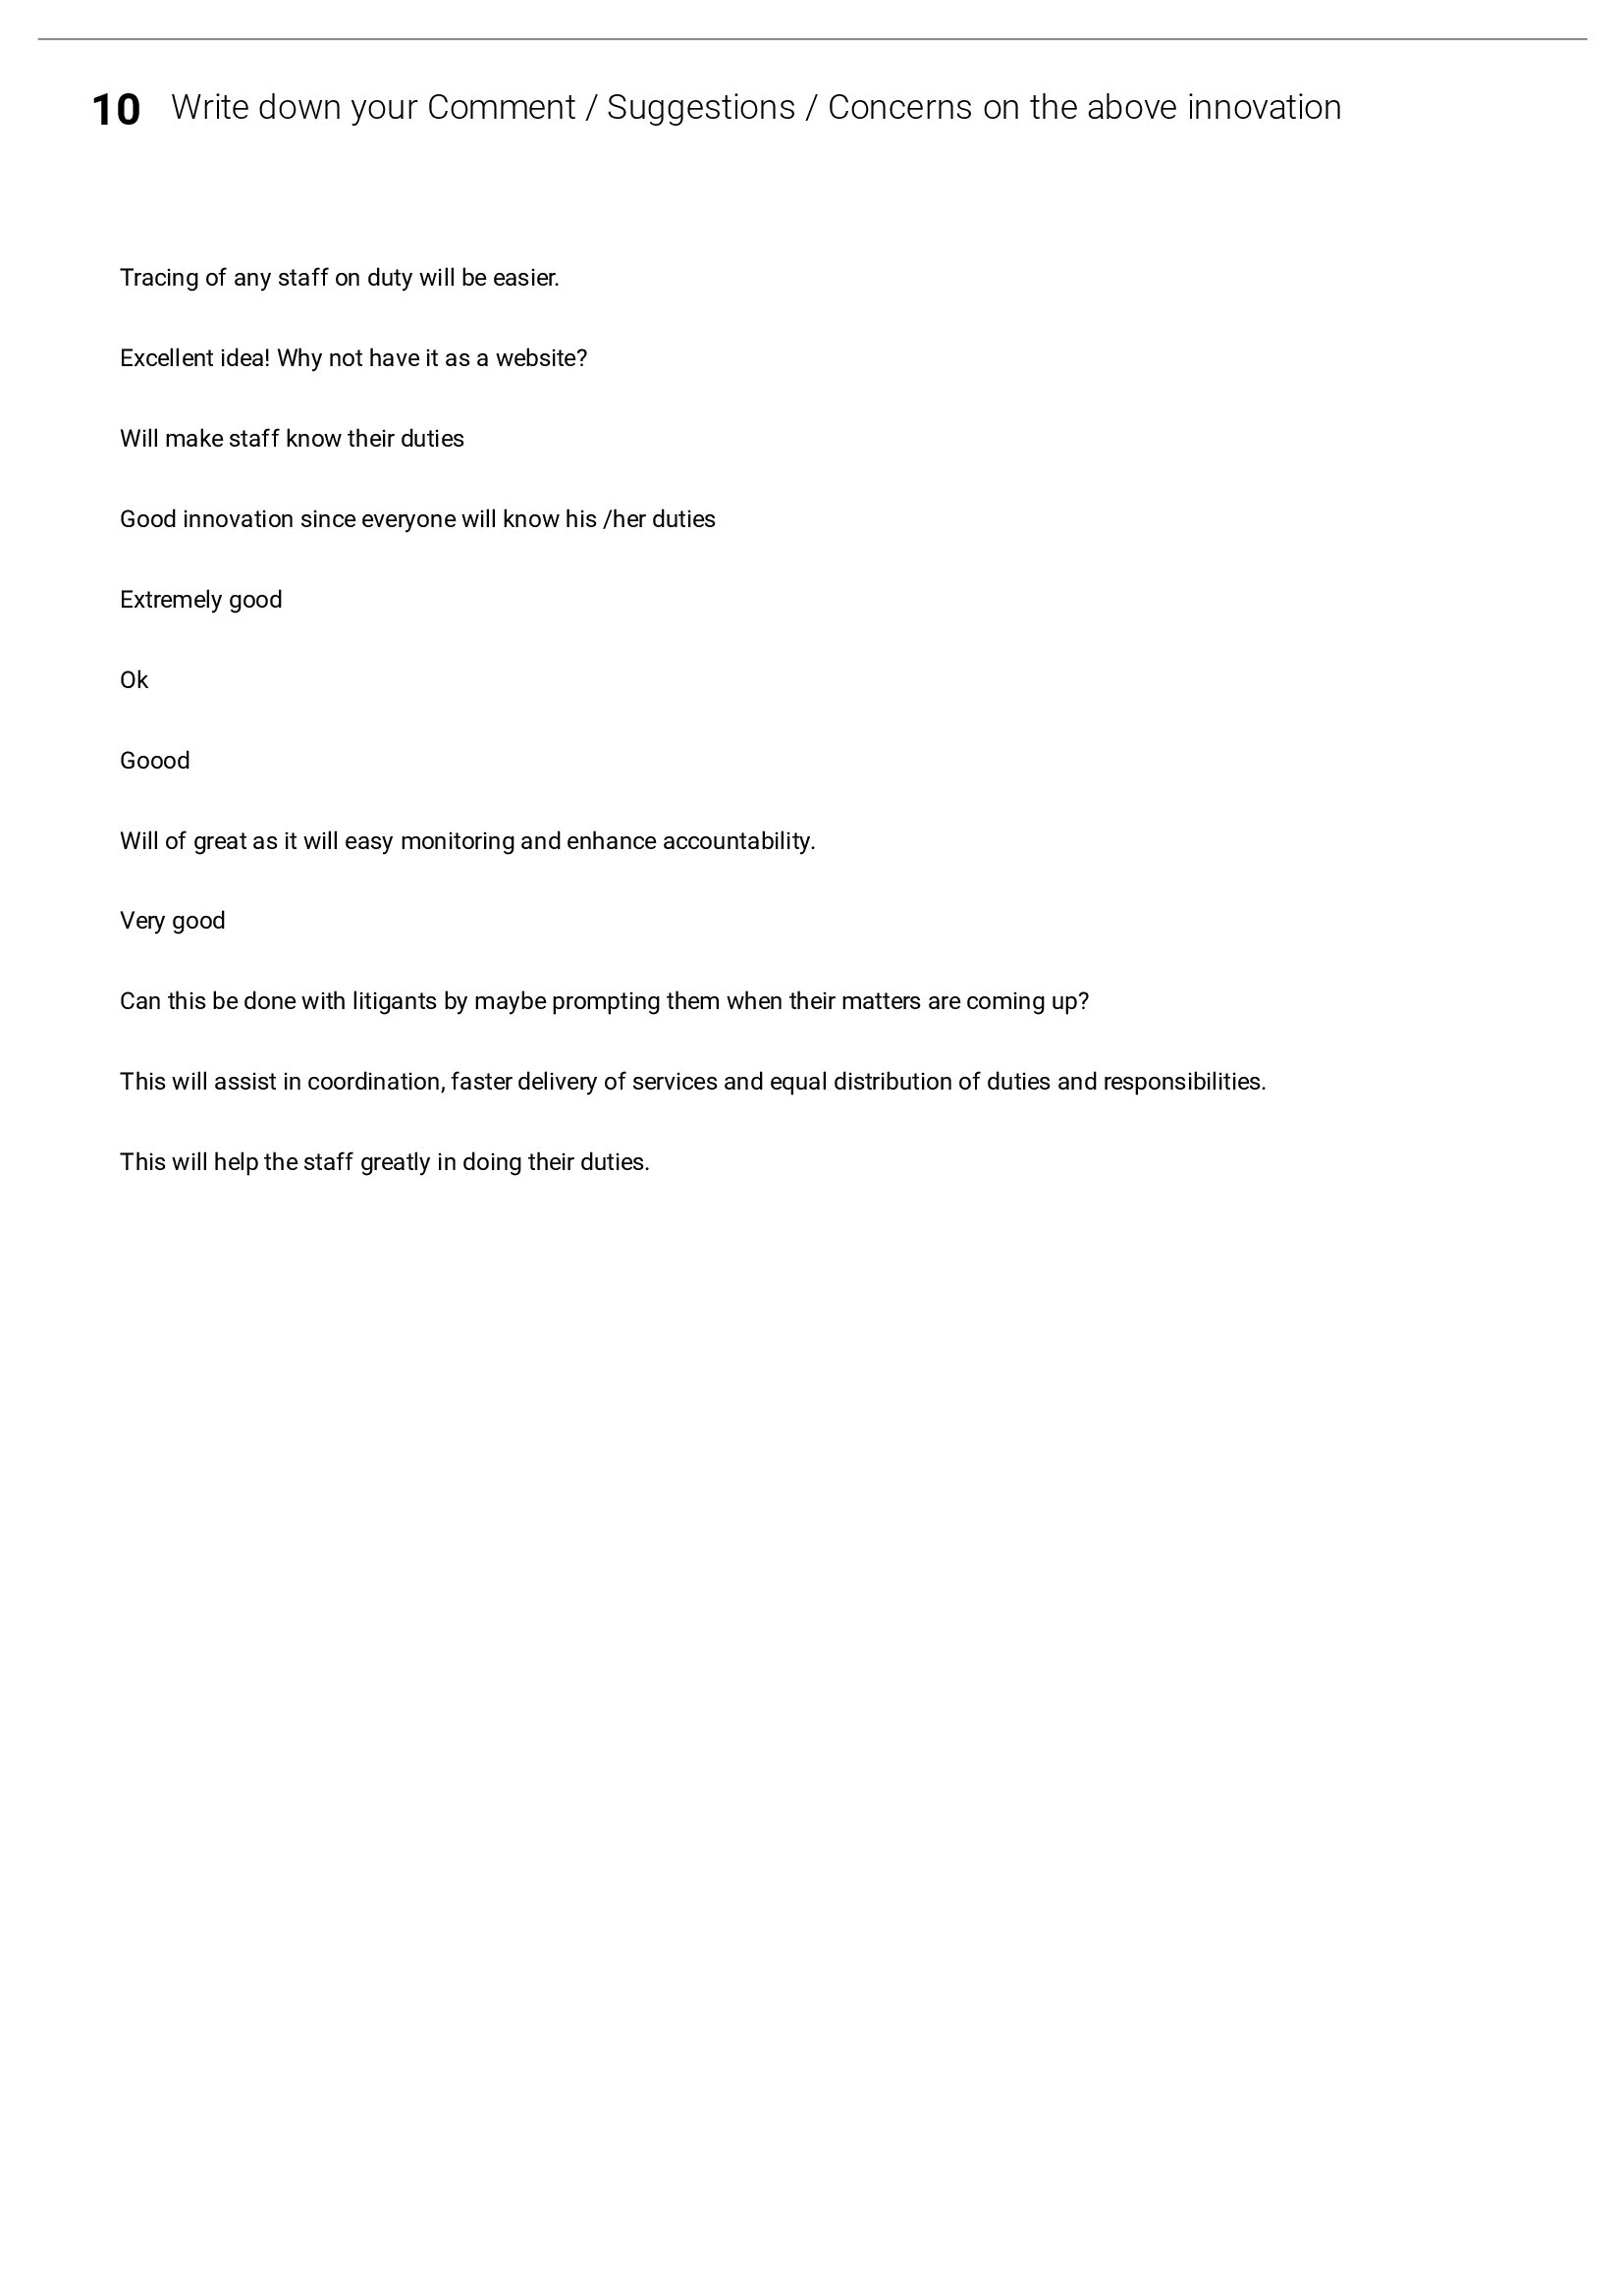 10 Write down your Comment / Suggestions / Concerns on the above innovation
Tracing of any staff on duty will be easier.
Excellent idea! Why not have it as a website?
Will make staff know their duties
Good innovation since everyone will know his /her duties
Extremely good
Ok
Goood
Will of great as it will easy monitoring and enhance accountability.
Very good
Can this be done with litigants by maybe prompting them when their matters are coming up?
This will assist in coordination, faster delivery of services and equal distribution of duties and responsibilities.
This will help the staff greatly in doing their duties.